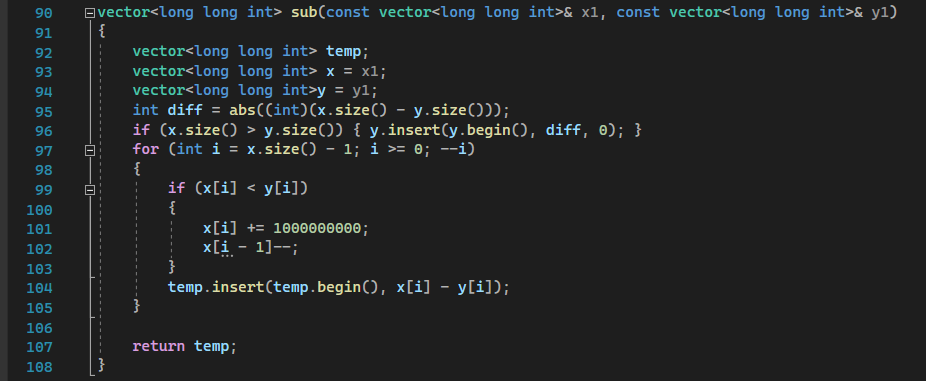 90 vector<long long int> sub(const vector<long long int>& x1, const vector<long long int>& y1)
91 {
92 vector<long long int> temp;
93 vector<long long int> x = x1;
94 vector<long long int>y = y1;
95 int diff = abs((int)(x.size() - y.size()));
96 if (x.size() > y.size()) { y.insert(y.begin(), diff, 0); }
97 for (int i = x.size() - 1; i >= 0; --i)
98 {
99 if (x[i] < y[i])
100 {
101 x[i] += 1000000000;
102 x[i - 1]--;
103 }
104 temp.insert(temp.begin(), x[i] - y[i]);
105 }
106
107 return temp;
108 }